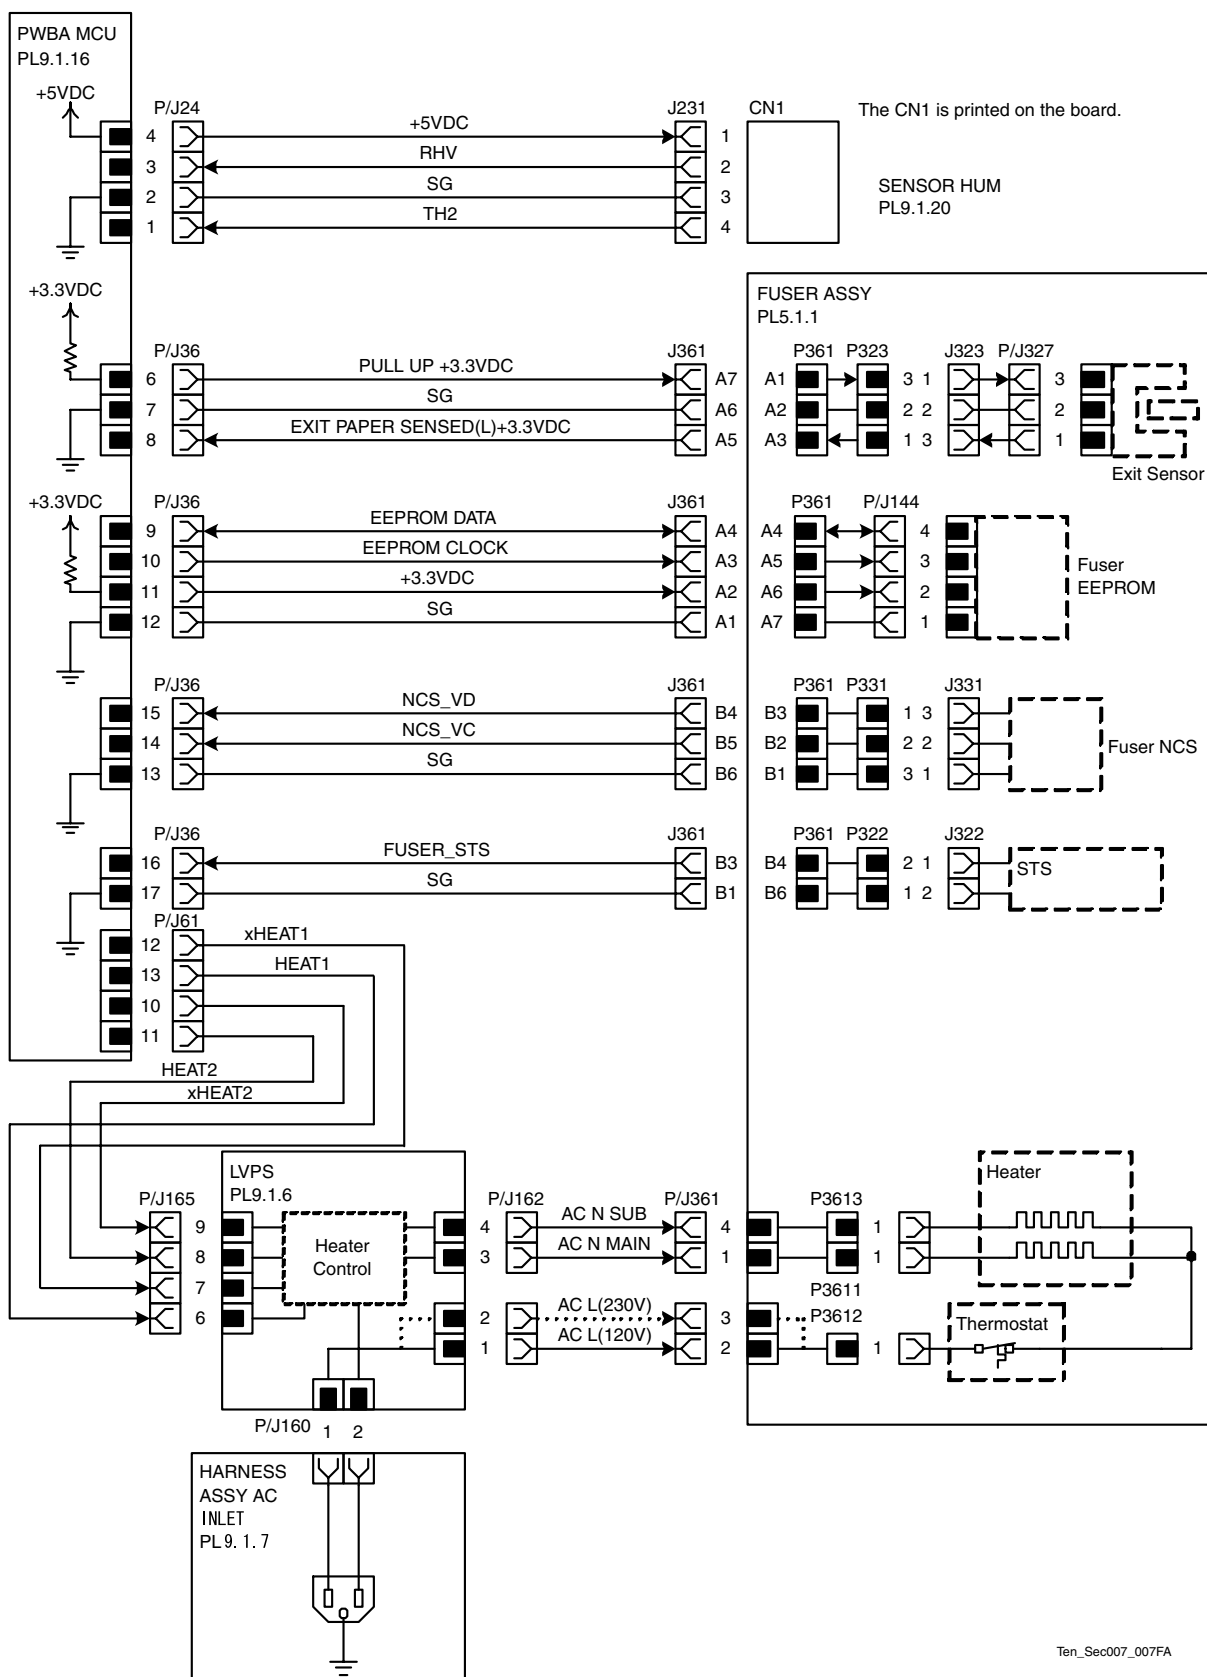 PWBA MCU
PL9.1.16
+5VDC
P/J24 J231 CN1 The CN1 is printed on the board.
4 +5VDC 1
3 RHV 2
2 SG 3
1 TH2 4
SENSOR HUM
PL9.1.20
+3.3VDC
FUSER ASSY
PL5.1.1
P/J36 J361 P361 P323 J323 P/J327
6 PULL UP +3.3VDC A7 A1 3 1 3
7 SG A6 A2 2 2 2
8 EXIT PAPER SENSED(L)+3.3VDC A5 A3 1 3 1
Exit Sensor
+3.3VDC P/J36 J361 P361 P/J144
9 EEPROM DATA A4 A4 4
10 EEPROM CLOCK A3 A5 3
11 +3.3VDC A2 A6 2
12 SG A1 A7 1
Fuser
EEPROM
P/J36 J361 P361 P331 J331
15 NCS_VD B4 B3 1 3
14 NCS_VC B5 B2 2 2
13 SG B6 B1 3 1
Fuser NCS
P/J36 J361 P361 P322 J322
16 FUSER_STS B3 B4 2 1
17 SG B1 B6 1 2
STS
P/J61
12 xHEAT1
13 HEAT1
10
11
HEAT2
xHEAT2
LVPS
PL9.1.6
Heater
Control
P/J165
9
8
7
6
P/J162 P/J361 P3613
4 AC N SUB 4 1
3 AC N MAIN 1 1
Heater
P3611
P3612
2 AC L(230V) 3
1 AC L(120V) 2 1
Thermostat
P/J160 1 2
HARNESS
ASSY AC
INLET
PL9.1.7
Ten_Sec007_007FA